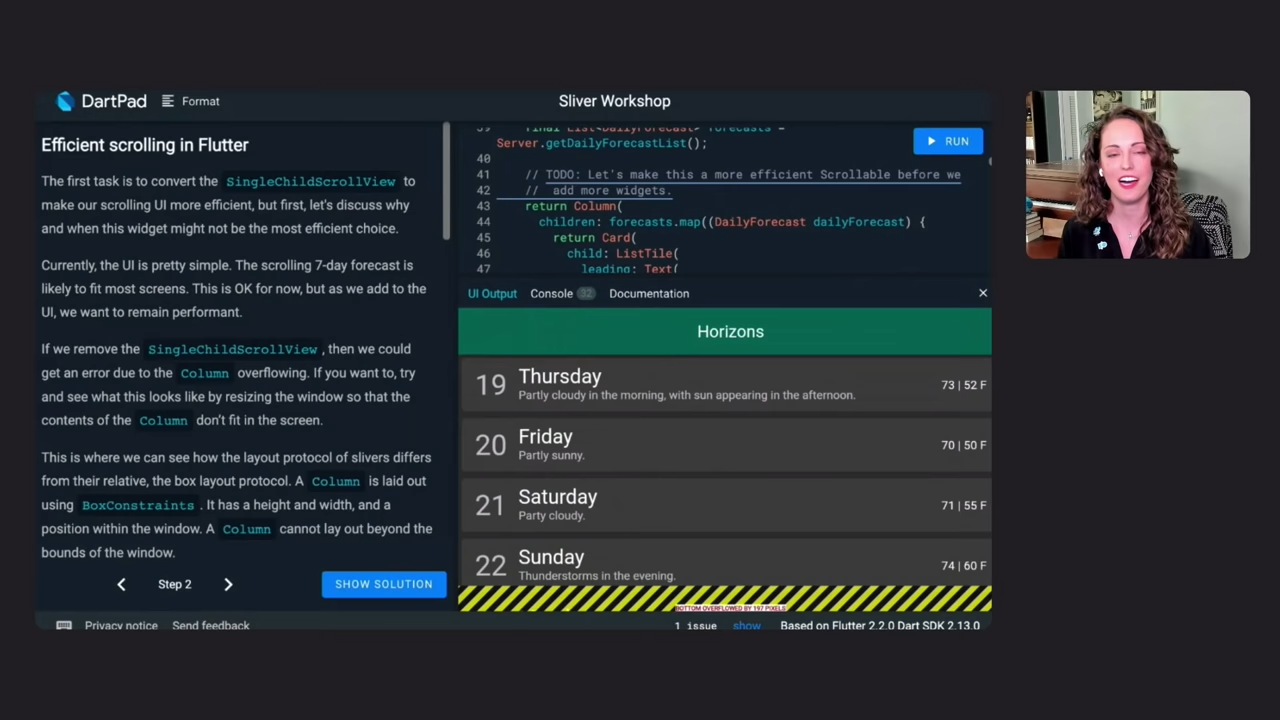 DartPad
Format
Sliver Workshop
Efficient scrolling in Flutter
The first task is to convert the SingleChildScrollView to
make our scrolling UI more efficient, but first, let's discuss why
and when this widget might not be the most efficient choice.
Currently, the UI is pretty simple. The scrolling 7-day forecast is
likely to fit most screens. This is OK for now, but as we add to the
UI, we want to remain performant.
If we remove the SingleChildScrollView , then we could
get an error due to the Column overflowing. If you want to, try
and see what this looks like by resizing the window so that the
contents of the Column don't fit in the screen.
This is where we can see how the layout protocol of slivers differs
from their relative, the box layout protocol. A Column is laid out
using BoxConstraints . It has a height and width, and a
position within the window. A Column cannot lay out beyond the
bounds of the window.
Step 2
SHOW SOLUTION
39 final List<DailyForecast> forecasts =
Server.getDailyForecastList();
40
41 // TODO: Let's make this a more efficient Scrollable before we
42 // add more widgets.
43 return Column(
44 children: forecasts.map((DailyForecast dailyForecast) {
45 return Card(
46 child: ListTile(
47 leading: Text(
RUN
UI Output
Console 32
Documentation
Horizons
19 Thursday 73 | 52 F
Partly cloudy in the morning, with sun appearing in the afternoon.
20 Friday 70 | 50 F
Partly sunny.
21 Saturday 71 | 55 F
Party cloudy.
22 Sunday 74 | 60 F
Thunderstorms in the evening.
BOTTOM OVERFLOWED BY 197 PIXELS
Privacy notice
Send feedback
1 issue
show
Based on Flutter 2.2.0 Dart SDK 2.13.0